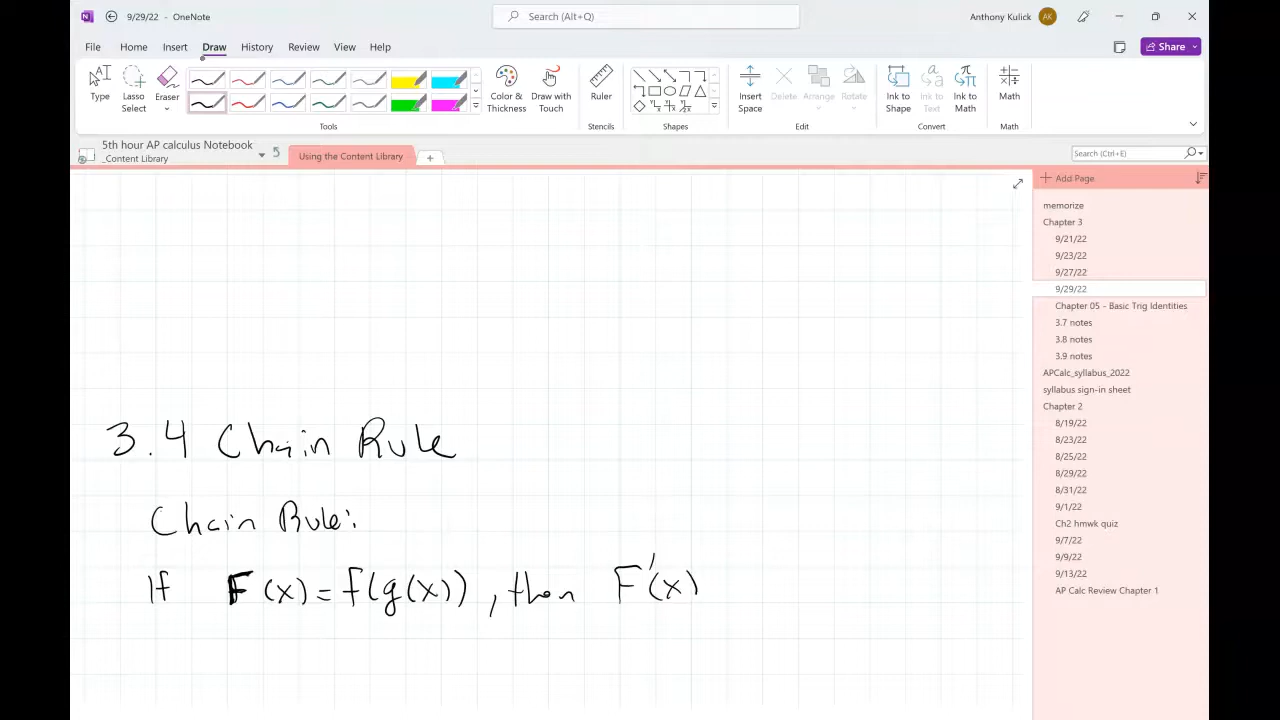 9/29/22 - OneNote
Search (Alt+Q)
Anthony Kulick
AK
File Home Insert Draw History Review View Help
Share
Type
Lasso Select
Eraser
Color & Thickness
Draw with Touch
Ruler
Insert Space
Delete
Arrange
Rotate
Ink to Shape
Ink to Text
Ink to Math
Math
Tools
Stencils
Shapes
Edit
Convert
Math
5th hour AP calculus Notebook
_Content Library
Using the Content Library
Search (Ctrl+E)
Add Page
memorize
Chapter 3
9/21/22
9/23/22
9/27/22
9/29/22
Chapter 05 - Basic Trig Identities
3.7 notes
3.8 notes
3.9 notes
APCalc_syllabus_2022
syllabus sign-in sheet
Chapter 2
8/19/22
8/23/22
8/25/22
8/29/22
8/31/22
9/1/22
Ch2 hmwk quiz
9/7/22
9/9/22
9/13/22
AP Calc Review Chapter 1
3.4 Chain Rule
Chain Rule:
If F(x) = f(g(x)), then F'(x)